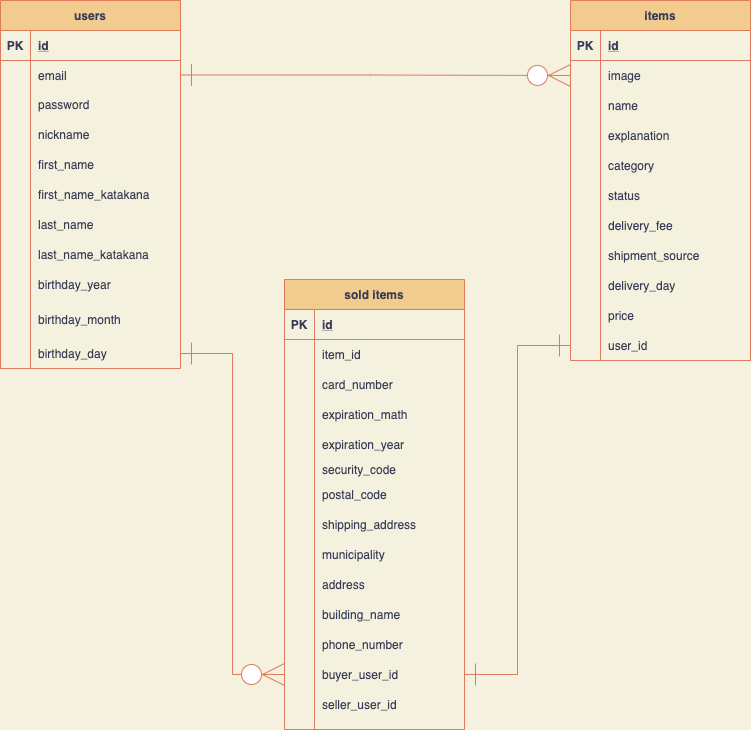 users
PK id
email
password
nickname
first_name
first_name_katakana
last_name
last_name_katakana
birthday_year
birthday_month
birthday_day
items
PK id
image
name
explanation
category
status
delivery_fee
shipment_source
delivery_day
price
user_id
sold items
PK id
item_id
card_number
expiration_math
expiration_year
security_code
postal_code
shipping_address
municipality
address
building_name
phone_number
buyer_user_id
seller_user_id